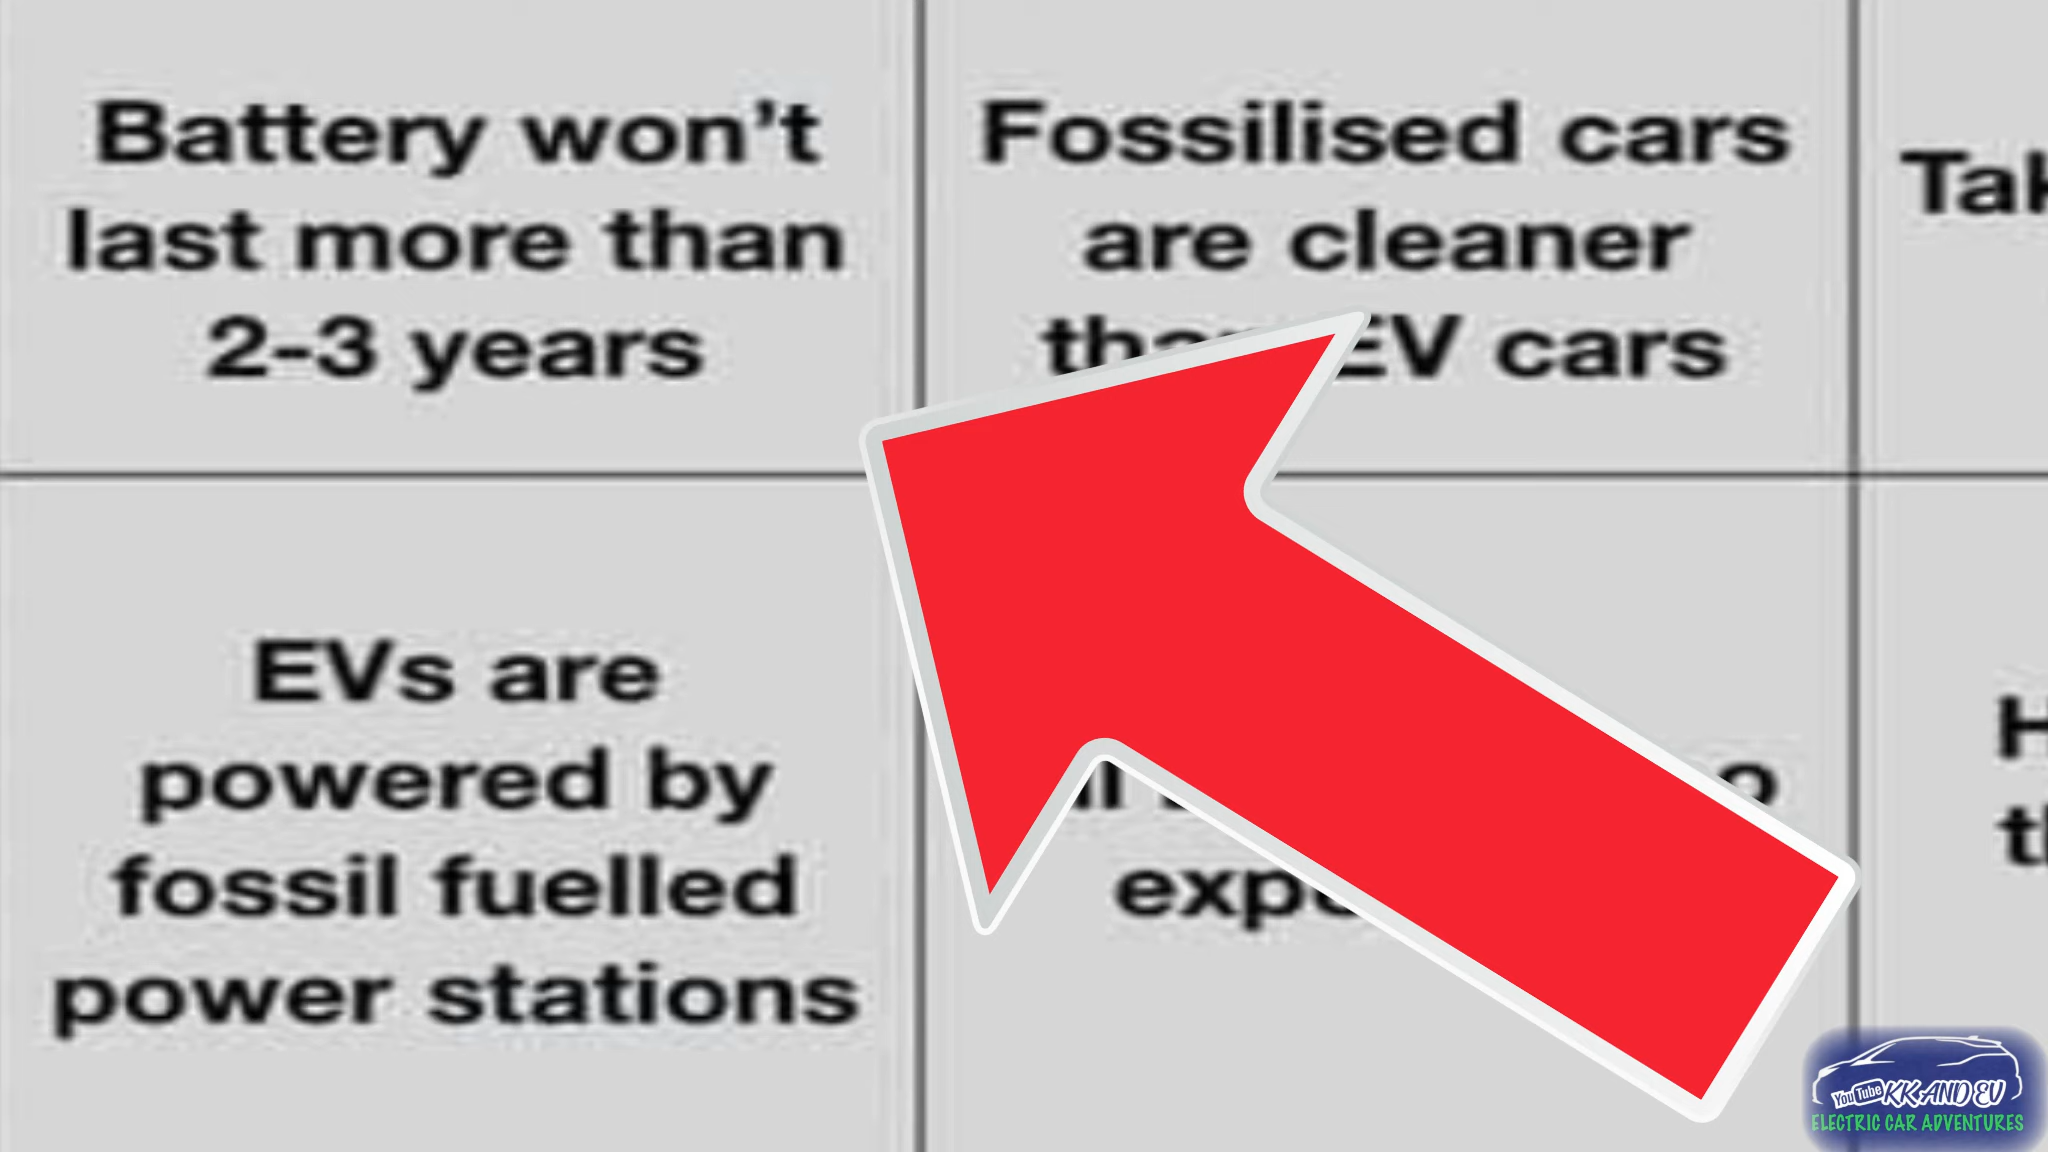 Battery won't
last more than
2-3 years
Fossilised cars
are cleaner
EV cars
EVs are
powered by
fossil fuelled
power stations
YouTube KK AND EV
ELECTRIC CAR ADVENTURES